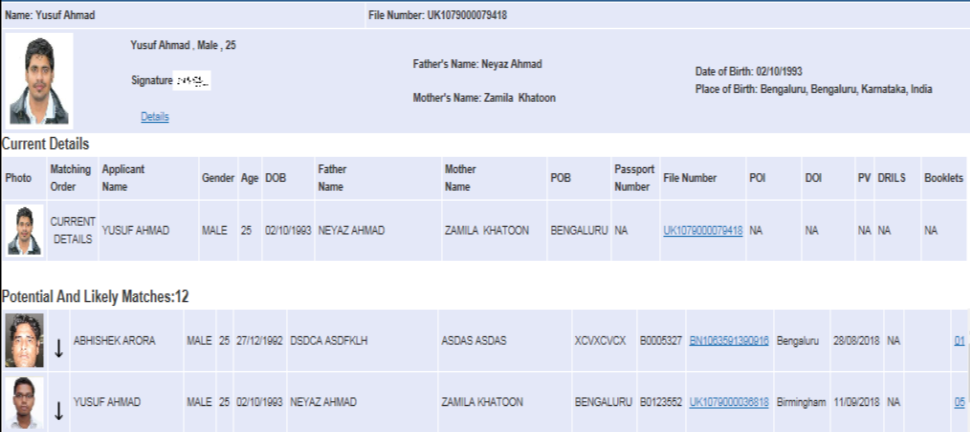 Name: Yusuf Ahmad File Number: UK1079000079418
Yusuf Ahmad , Male , 25
Signature
Details
Father's Name: Neyaz Ahmad
Mother's Name: Zamila Khatoon
Date of Birth: 02/10/1993
Place of Birth: Bengaluru, Bengaluru, Karnataka, India
Current Details
Photo Matching Order Applicant Name Gender Age DOB Father Name Mother Name POB Passport Number File Number POI DOI PV DRILS Booklets
CURRENT DETAILS YUSUF AHMAD MALE 25 02/10/1993 NEYAZ AHMAD ZAMILA KHATOON BENGALURU NA UK1079000079418 NA NA NA NA NA
Potential And Likely Matches:12
ABHISHEK ARORA MALE 25 27/12/1992 DSDCA ASDFKLH ASDAS ASDAS XCVXCVCX B0005327 BN1063591390916 Bengaluru 28/08/2018 NA 01
YUSUF AHMAD MALE 25 02/10/1993 NEYAZ AHMAD ZAMILA KHATOON BENGALURU B0123552 UK1079000036818 Birmingham 11/09/2018 NA 05